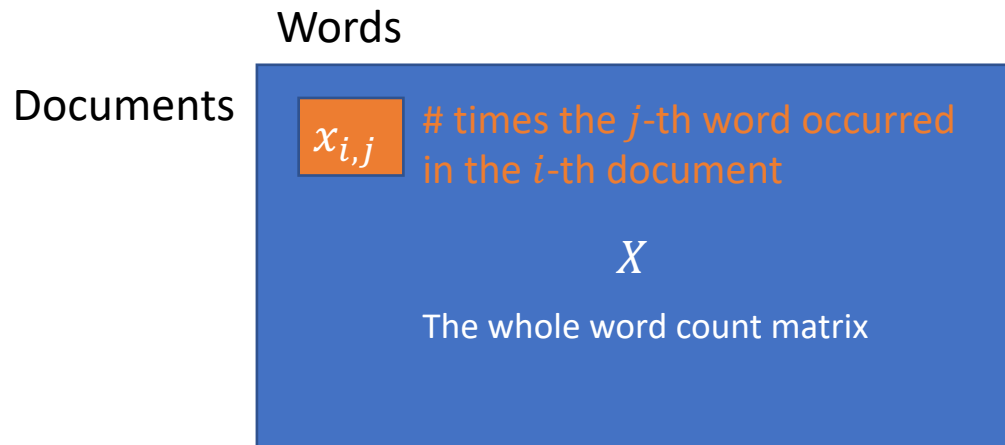 Words
Documents
x_{i,j}
# times the j-th word occurred
in the i-th document
X
The whole word count matrix